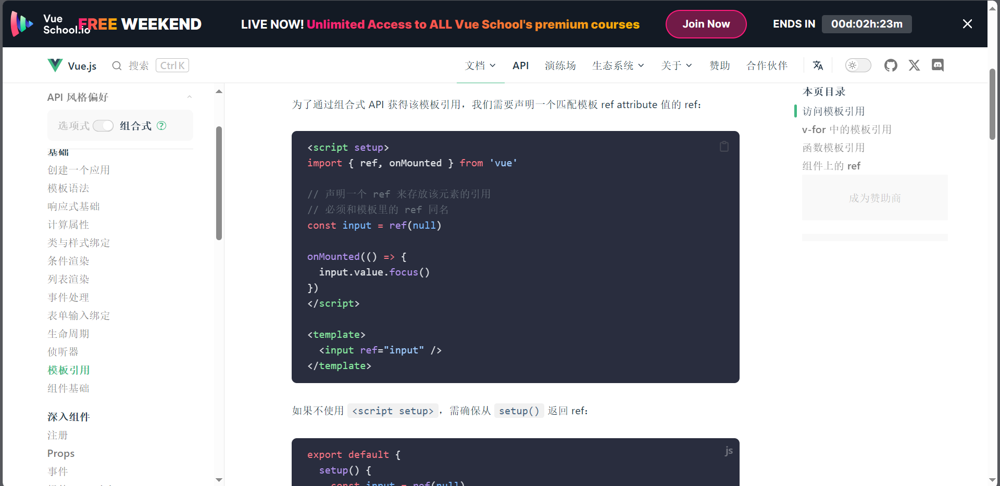 Vue School.io FREE WEEKEND
LIVE NOW! Unlimited Access to ALL Vue School's premium courses
Join Now
ENDS IN 00d:02h:23m
Vue.js
搜索 Ctrl K
文档
API
演练场
生态系统
关于
赞助
合作伙伴
API 风格偏好
选项式 组合式 ?
基础
创建一个应用
模板语法
响应式基础
计算属性
类与样式绑定
条件渲染
列表渲染
事件处理
表单输入绑定
生命周期
侦听器
模板引用
组件基础
深入组件
注册
Props
事件
为了通过组合式 API 获得该模板引用，我们需要声明一个匹配模板 ref attribute 值的 ref：
<script setup>
import { ref, onMounted } from 'vue'
// 声明一个 ref 来存放该元素的引用
// 必须和模板里的 ref 同名
const input = ref(null)
onMounted(() => {
  input.value.focus()
})
</script>
<template>
  <input ref="input" />
</template>
如果不使用 <script setup>，需确保从 setup() 返回 ref：
js
export default {
  setup() {
    const input = ref(null)
本页目录
访问模板引用
v-for 中的模板引用
函数模板引用
组件上的 ref
成为赞助商